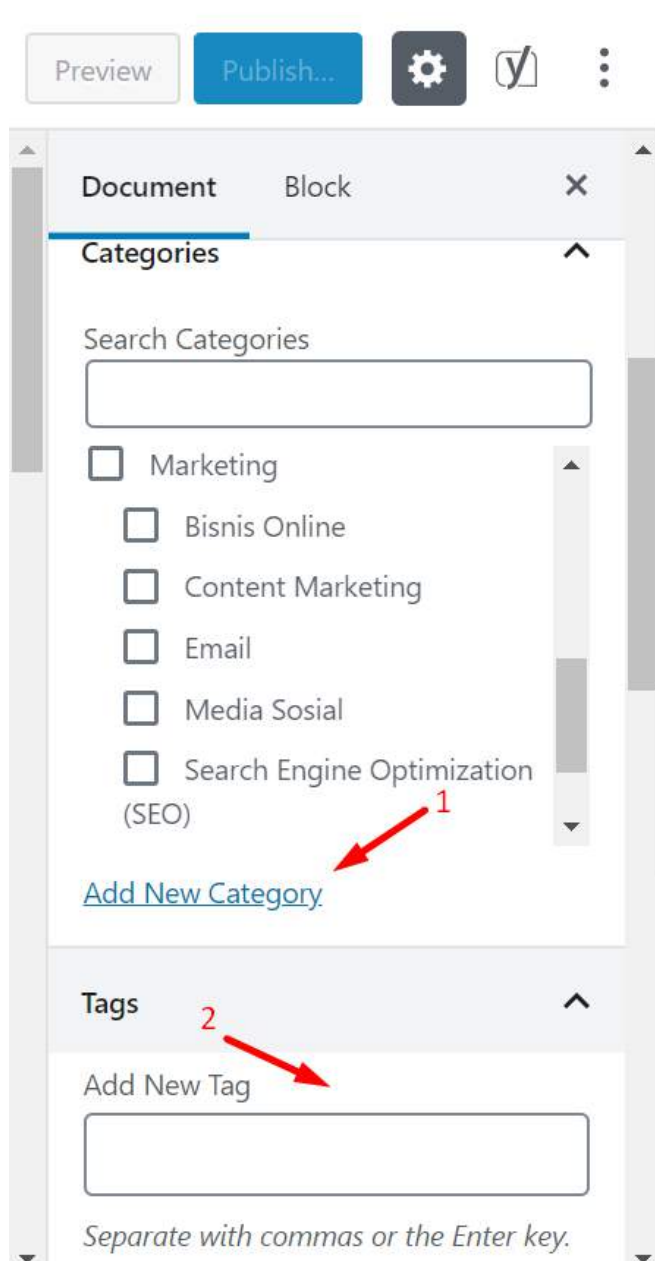 Preview Publish...
Document Block
Categories
Search Categories
Marketing
Bisnis Online
Content Marketing
Email
Media Sosial
Search Engine Optimization
(SEO)
1
Add New Category
Tags
2
Add New Tag
Separate with commas or the Enter key.